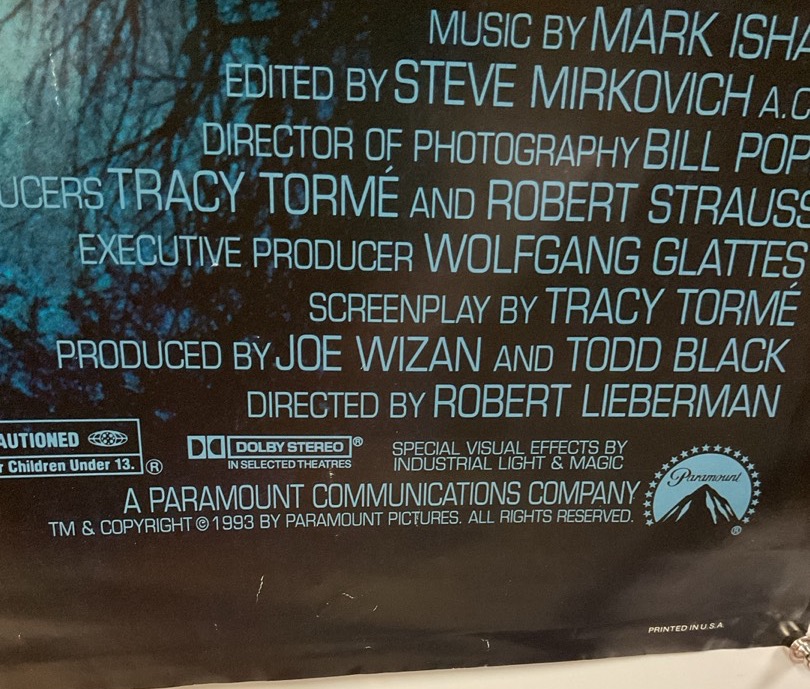 MUSIC BY MARK ISHA
EDITED BY STEVE MIRKOVICH A.C
DIRECTOR OF PHOTOGRAPHY BILL POP
UCERS TRACY TORMÉ AND ROBERT STRAUSS
EXECUTIVE PRODUCER WOLFGANG GLATTES
SCREENPLAY BY TRACY TORMÉ
PRODUCED BY JOE WIZAN AND TODD BLACK
DIRECTED BY ROBERT LIEBERMAN
AUTIONED
r Children Under 13. ®
DOLBY STEREO ®
IN SELECTED THEATRES
SPECIAL VISUAL EFFECTS BY
INDUSTRIAL LIGHT & MAGIC
Paramount ®
A PARAMOUNT COMMUNICATIONS COMPANY
TM & COPYRIGHT © 1993 BY PARAMOUNT PICTURES. ALL RIGHTS RESERVED.
PRINTED IN U.S.A.